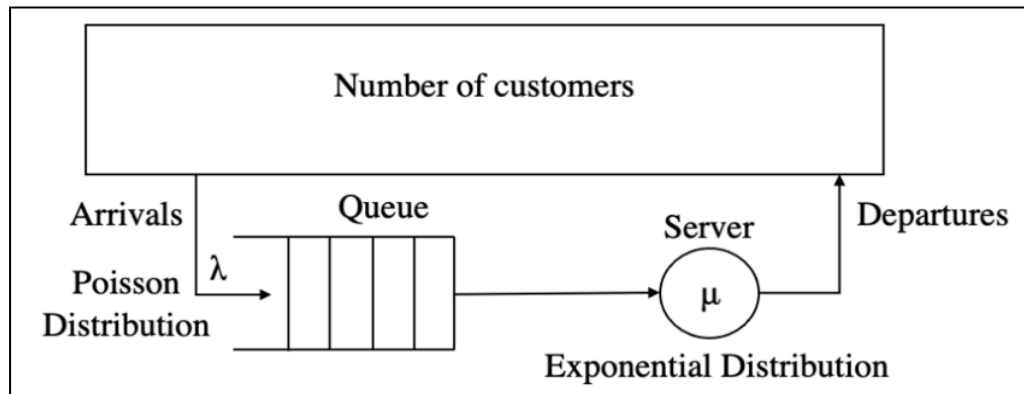 Number of customers
Arrivals
Queue
Server
Departures
λ
Poisson
Distribution
μ
Exponential Distribution